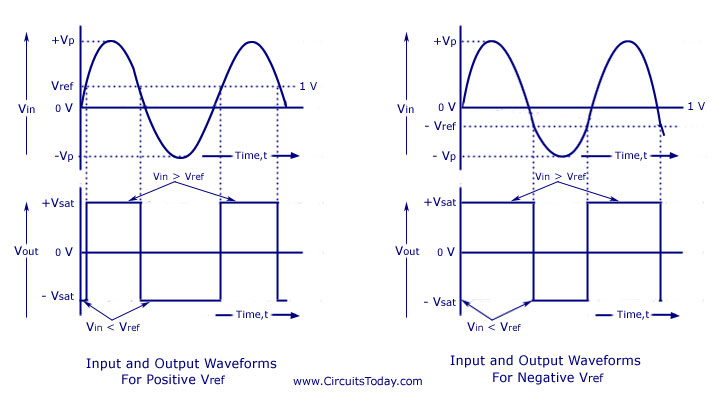 +Vp
Vref
1 V
Vin
0 V
-Vp
Time,t
Vin > Vref
+Vsat
Vout
0 V
- Vsat
Time,t
Vin < Vref
Input and Output Waveforms
For Positive Vref
+Vp
Vin
0 V
1 V
- Vref
- Vp
Time,t
Vin > Vref
+Vsat
Vout
0 V
- Vsat
Time,t
Vin < Vref
Input and Output Waveforms
For Negative Vref
www.CircuitsToday.com